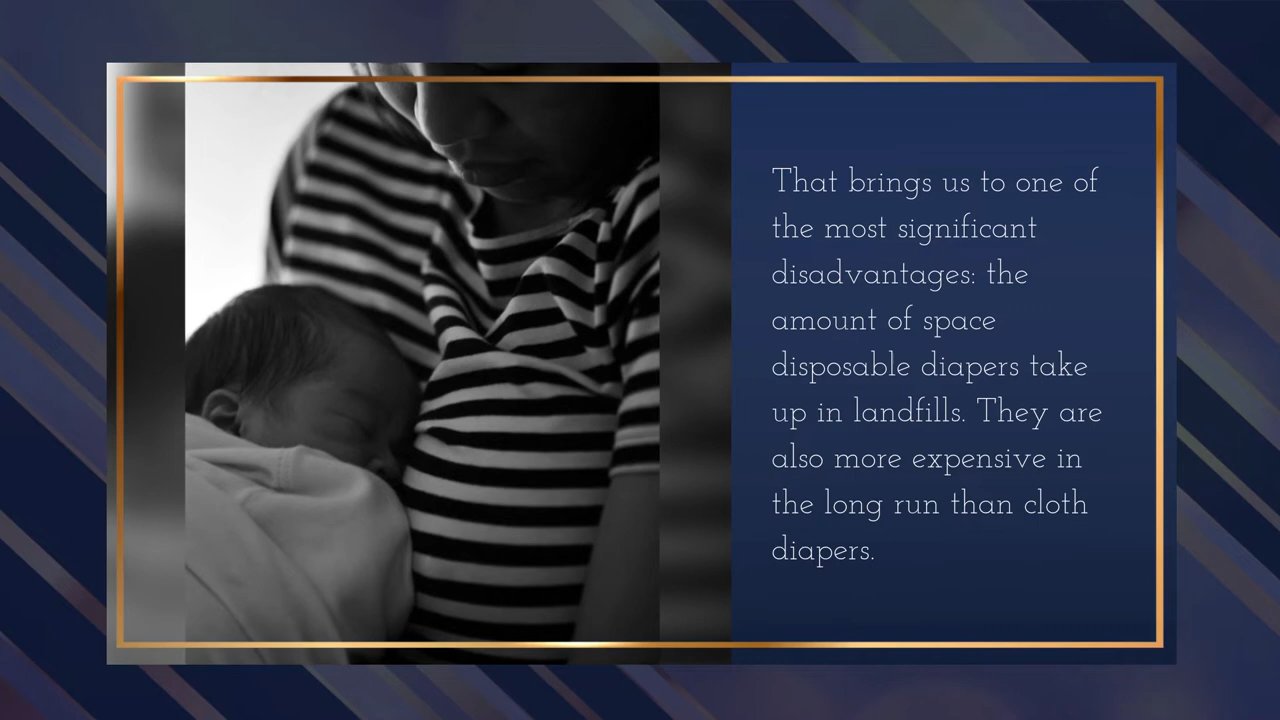 That brings us to one of
the most significant
disadvantages: the
amount of space
disposable diapers take
up in landfills. They are
also more expensive in
the long run than cloth
diapers.